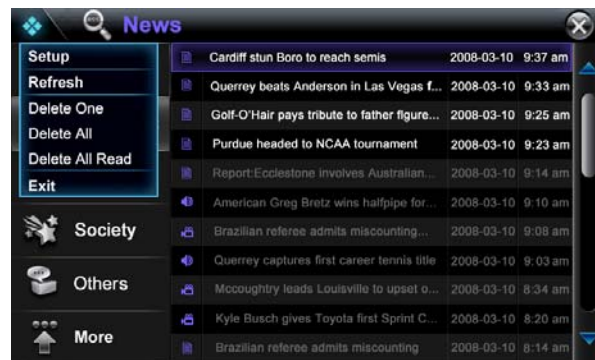 News
Setup
Refresh
Delete One
Delete All
Delete All Read
Exit
Society
Others
More
Cardiff stun Boro to reach semis 2008-03-10 9:37 am
Querrey beats Anderson in Las Vegas f... 2008-03-10 9:33 am
Golf-O'Hair pays tribute to father figure... 2008-03-10 9:25 am
Purdue headed to NCAA tournament 2008-03-10 9:23 am
Report:Ecclestone involves Australian... 2008-03-10 9:14 am
American Greg Bretz wins halfpipe for... 2008-03-10 9:10 am
Brazilian referee admits miscounting... 2008-03-10 9:08 am
Querrey captures first career tennis title 2008-03-10 9:03 am
Mccoughtry leads Louisville to upset o... 2008-03-10 8:34 am
Kyle Busch gives Toyota first Sprint C... 2008-03-10 8:20 am
Brazilian referee admits miscounting 2008-03-10 8:14 am